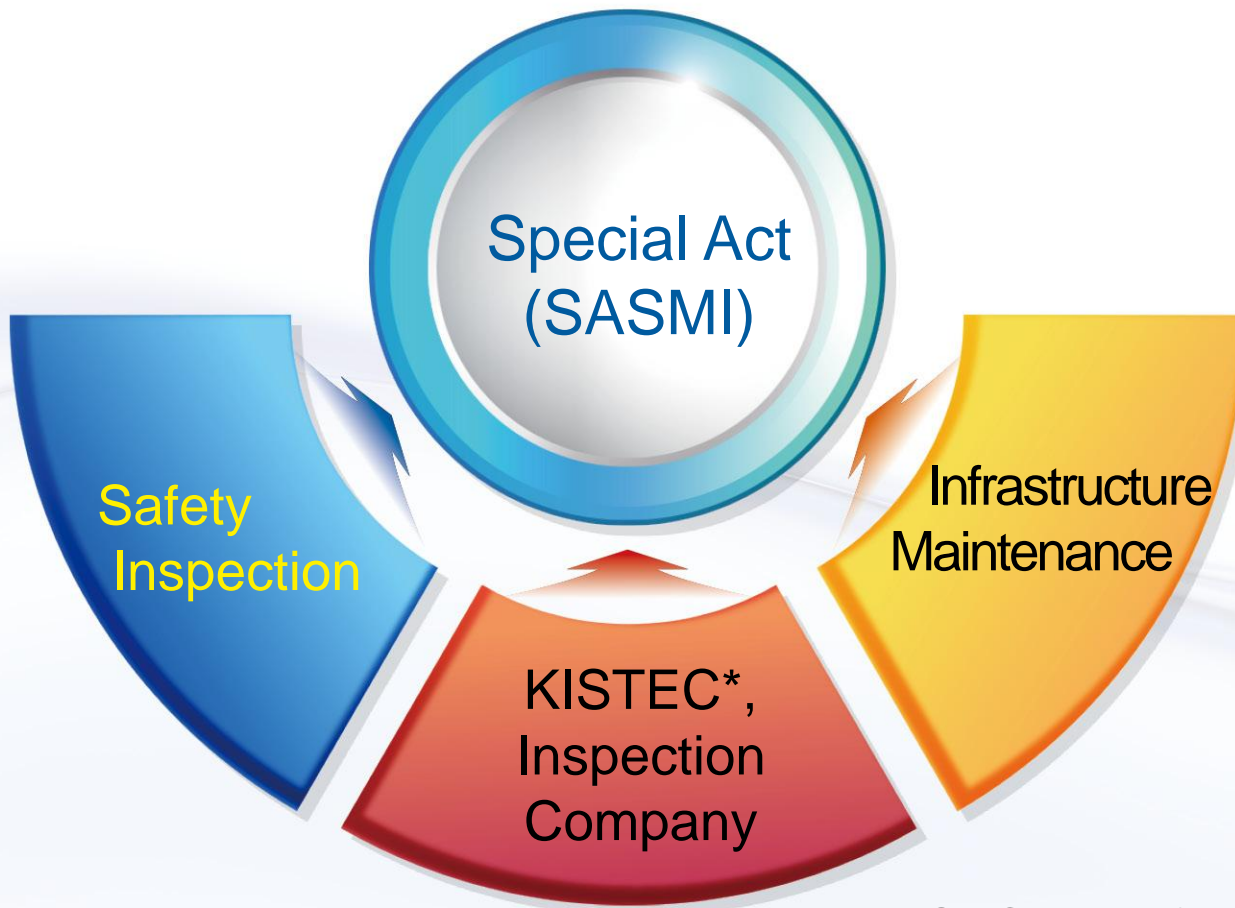 Special Act
(SASMI)
Safety
Inspection
Infrastructure
Maintenance
KISTEC*,
Inspection
Company